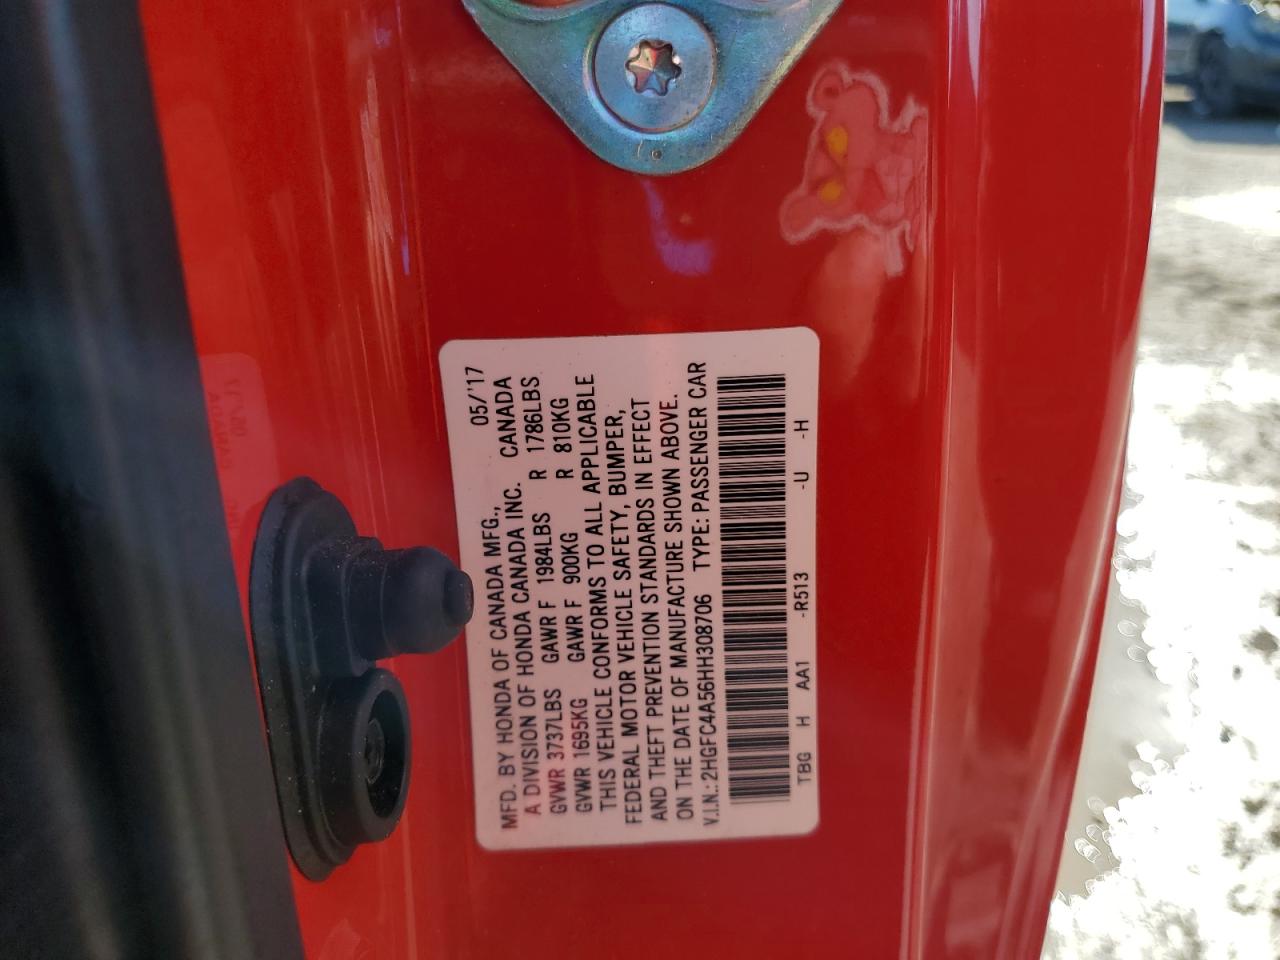 05/'17
MFD. BY HONDA OF CANADA MFG.,
A DIVISION OF HONDA CANADA INC. CANADA
GVWR 3737LBS GAWR F 1984LBS R 1786LBS
GVWR 1695KG GAWR F 900KG R 810KG
THIS VEHICLE CONFORMS TO ALL APPLICABLE
FEDERAL MOTOR VEHICLE SAFETY, BUMPER,
AND THEFT PREVENTION STANDARDS IN EFFECT
ON THE DATE OF MANUFACTURE SHOWN ABOVE.
V.I.N.: 2HGFC4A56HH308706 TYPE: PASSENGER CAR
TBG H AA1 -R513 -U -H